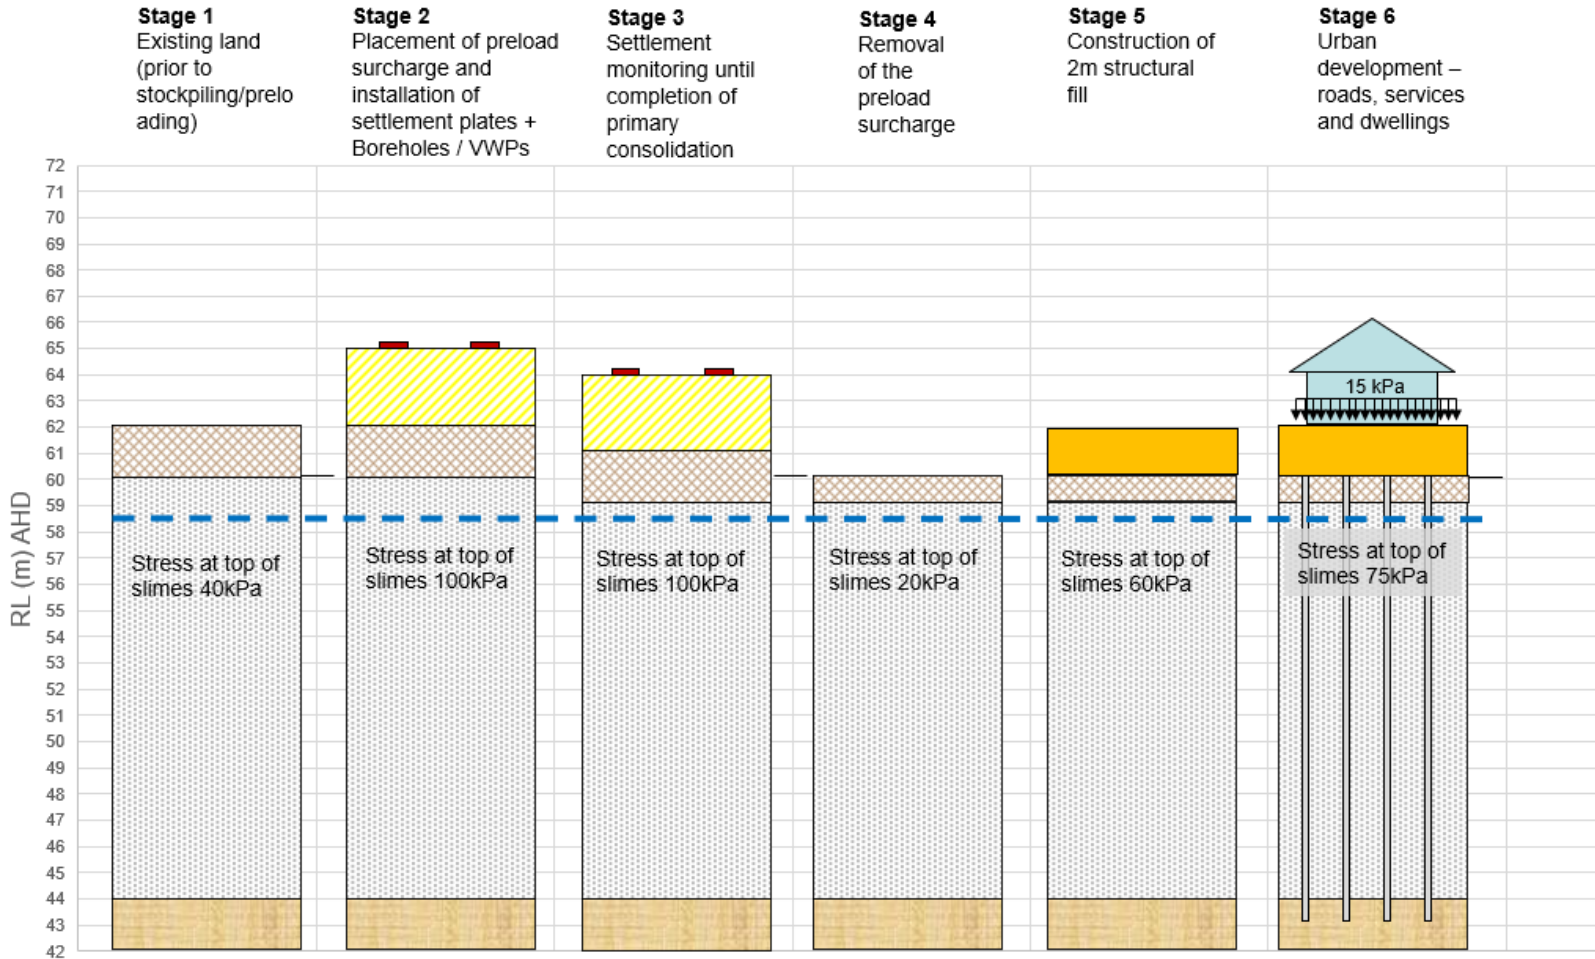 Stage 1
Existing land
(prior to
stockpiling/prelo
ading)
Stage 2
Placement of preload
surcharge and
installation of
settlement plates +
Boreholes / VWPs
Stage 3
Settlement
monitoring until
completion of
primary
consolidation
Stage 4
Removal
of the
preload
surcharge
Stage 5
Construction of
2m structural
fill
Stage 6
Urban
development –
roads, services
and dwellings
RL (m) AHD
72
71
70
69
68
67
66
65
64
63
62
61
60
59
58
57
56
55
54
53
52
51
50
49
48
47
46
45
44
43
42
15 kPa
Stress at top of
slimes 40kPa
Stress at top of
slimes 100kPa
Stress at top of
slimes 100kPa
Stress at top of
slimes 20kPa
Stress at top of
slimes 60kPa
Stress at top of
slimes 75kPa